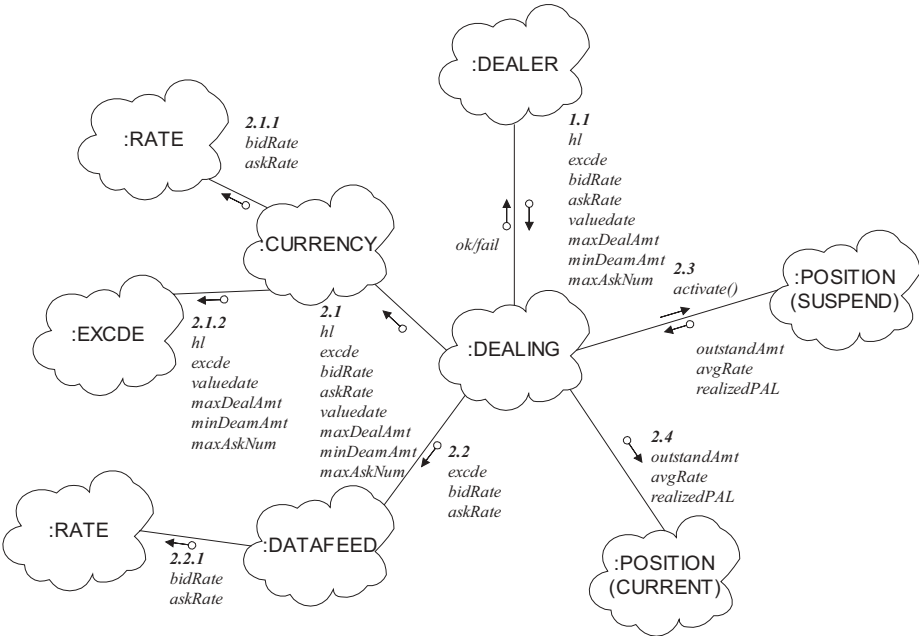 :DEALER
1.1
hl
excde
bidRate
askRate
valuedate
maxDealAmt
minDeamAmt
maxAskNum
ok/fail
:RATE
2.1.1
bidRate
askRate
:CURRENCY
:EXCDE
2.1.2
hl
excde
valuedate
maxDealAmt
minDeamAmt
maxAskNum
2.1
hl
excde
bidRate
askRate
valuedate
maxDealAmt
minDeamAmt
maxAskNum
:DEALING
2.3
activate()
:POSITION
(SUSPEND)
outstandAmt
avgRate
realizedPAL
2.2
excde
bidRate
askRate
2.4
outstandAmt
avgRate
realizedPAL
:RATE
2.2.1
bidRate
askRate
:DATAFEED
:POSITION
(CURRENT)